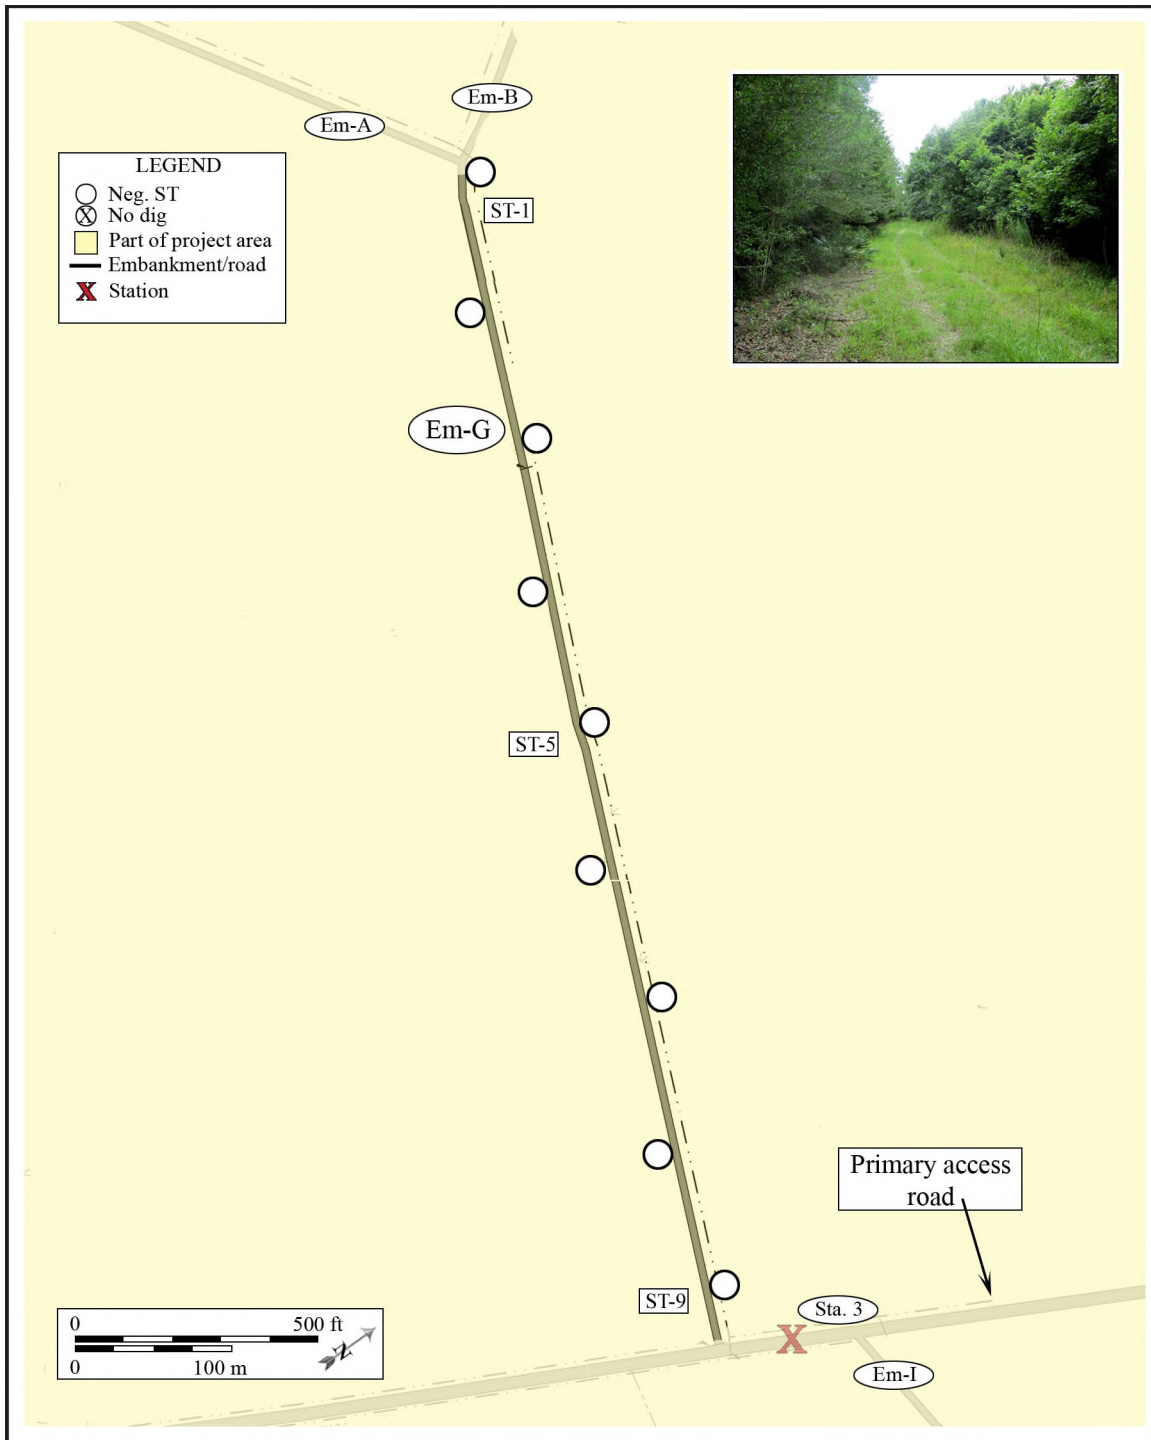 Em-B
Em-A
LEGEND
Neg. ST
X No dig
Part of project area
Embankment/road
X Station
ST-1
Em-G
ST-5
Primary access
road
ST-9
Sta. 3
X
Em-I
0 500 ft
N
0 100 m